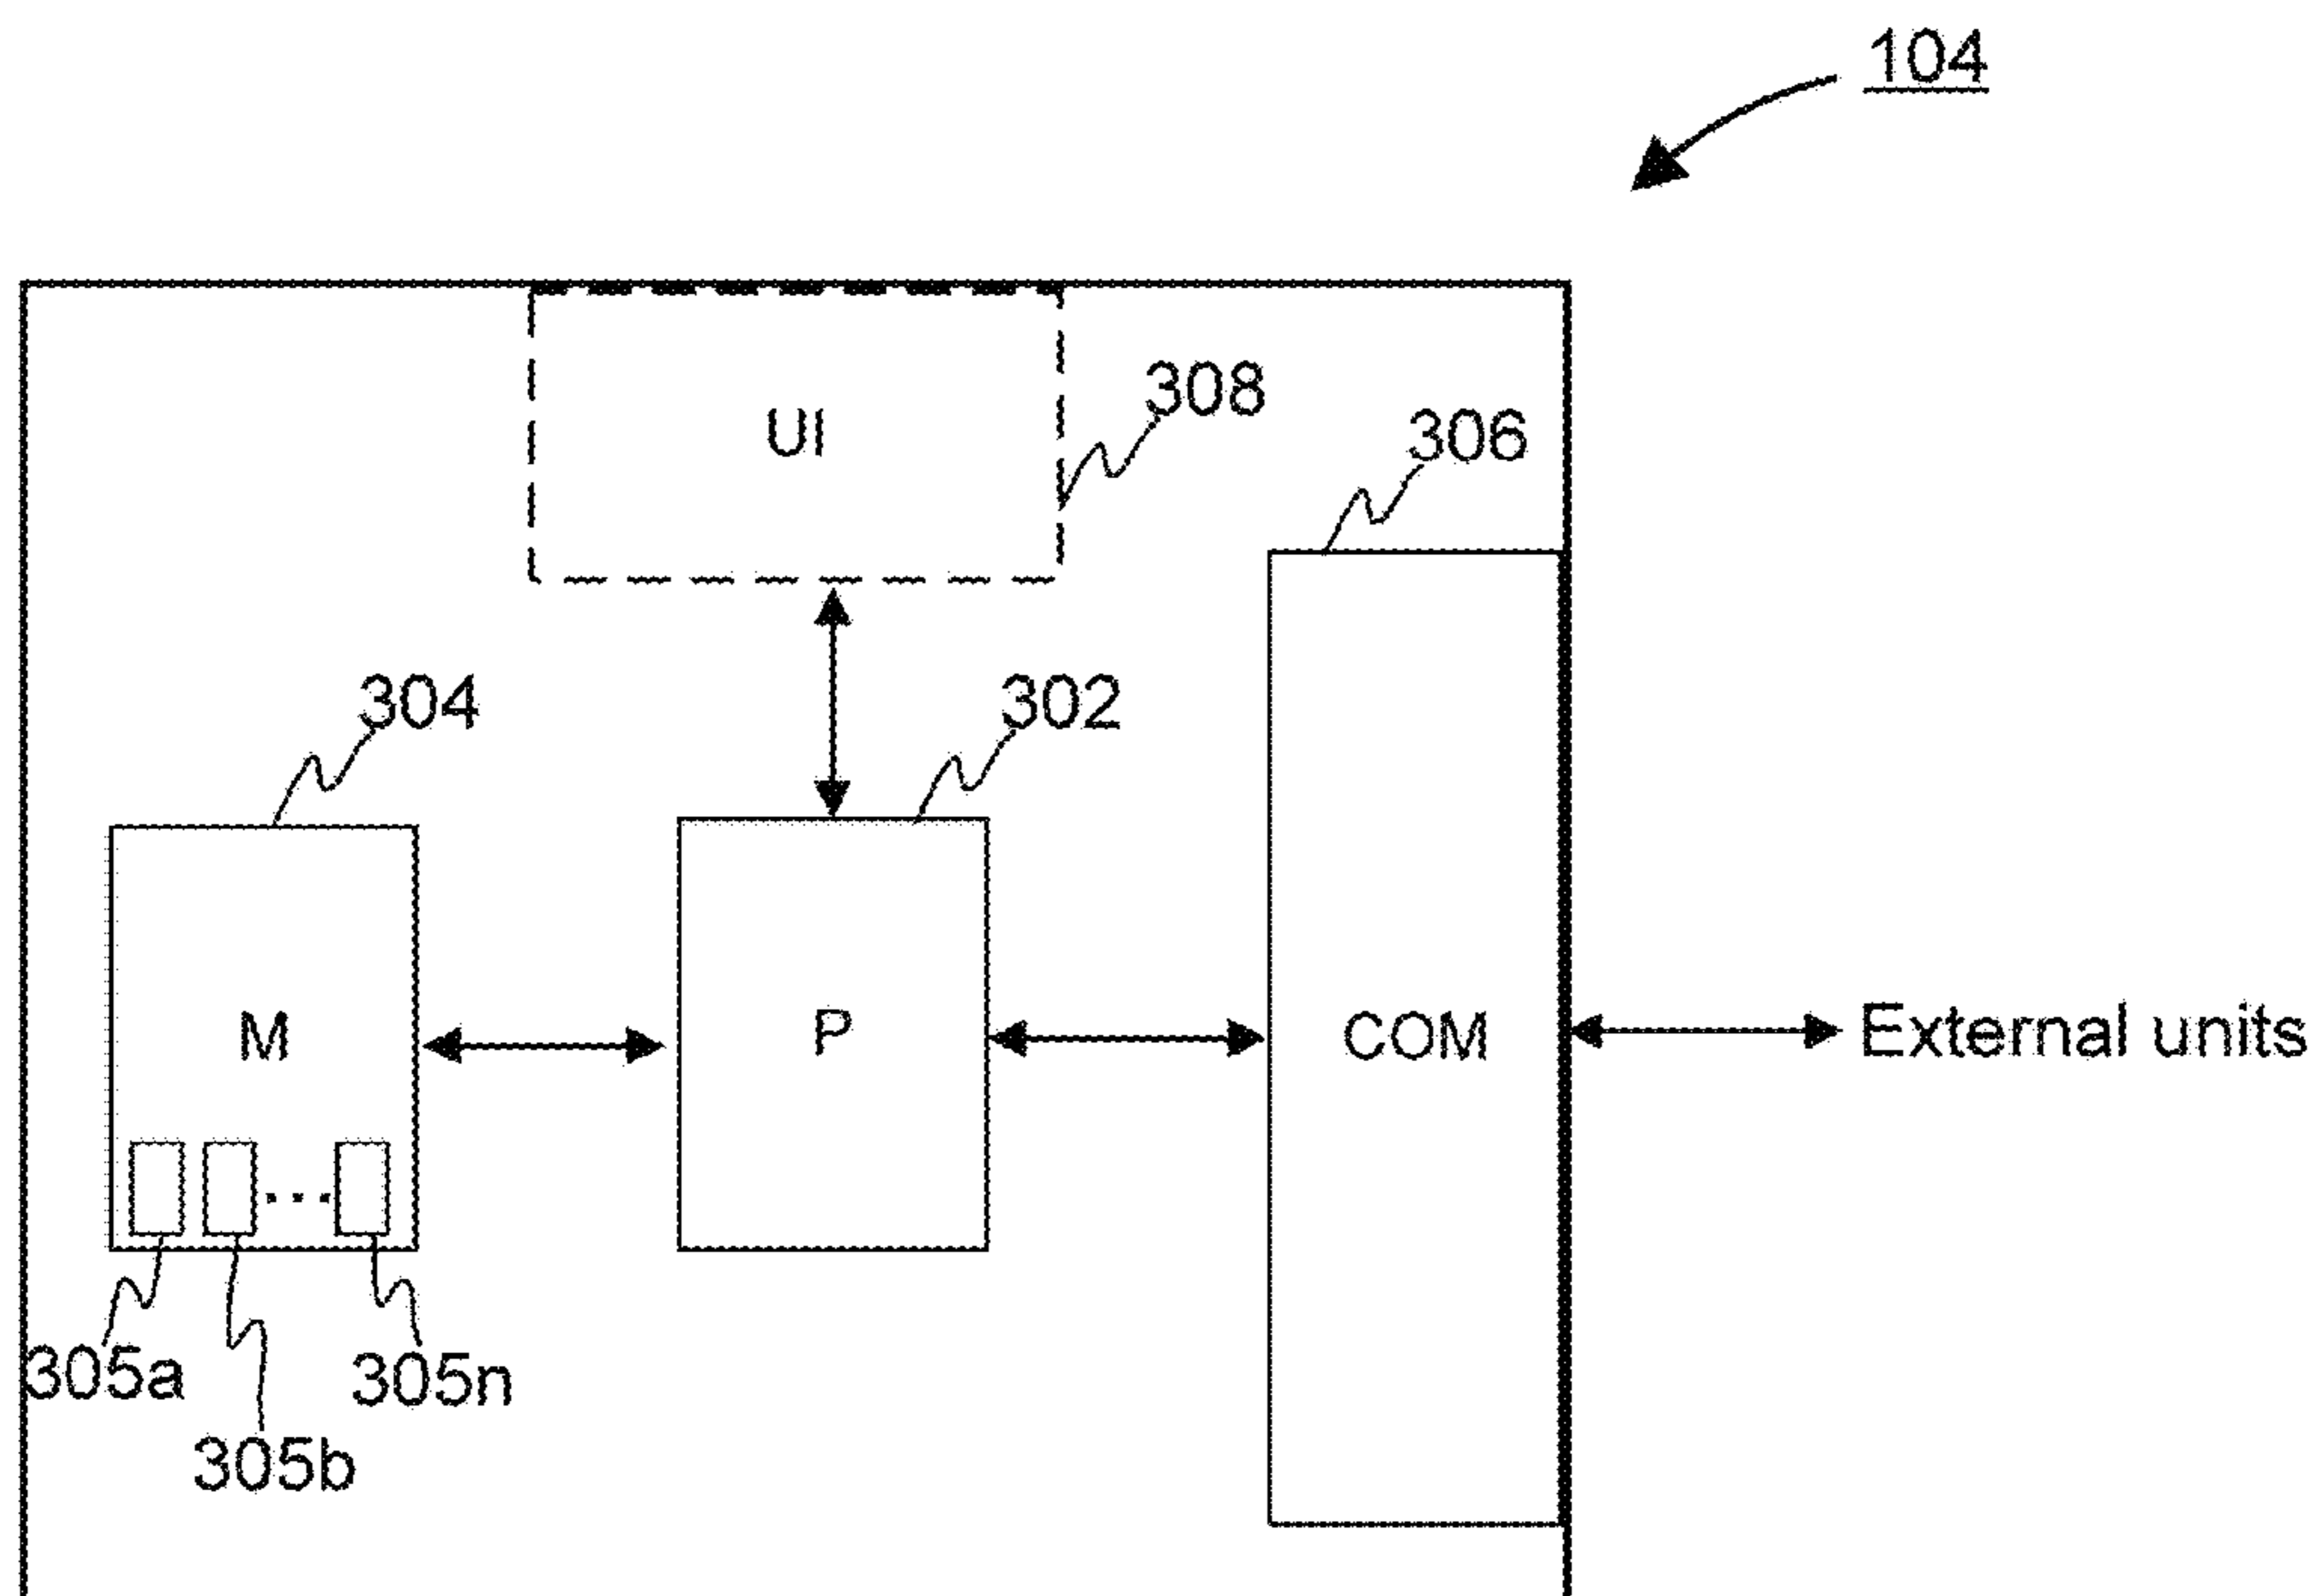 104
308
UI
306
304
302
M
P
COM
External units
...
305a
305n
305b